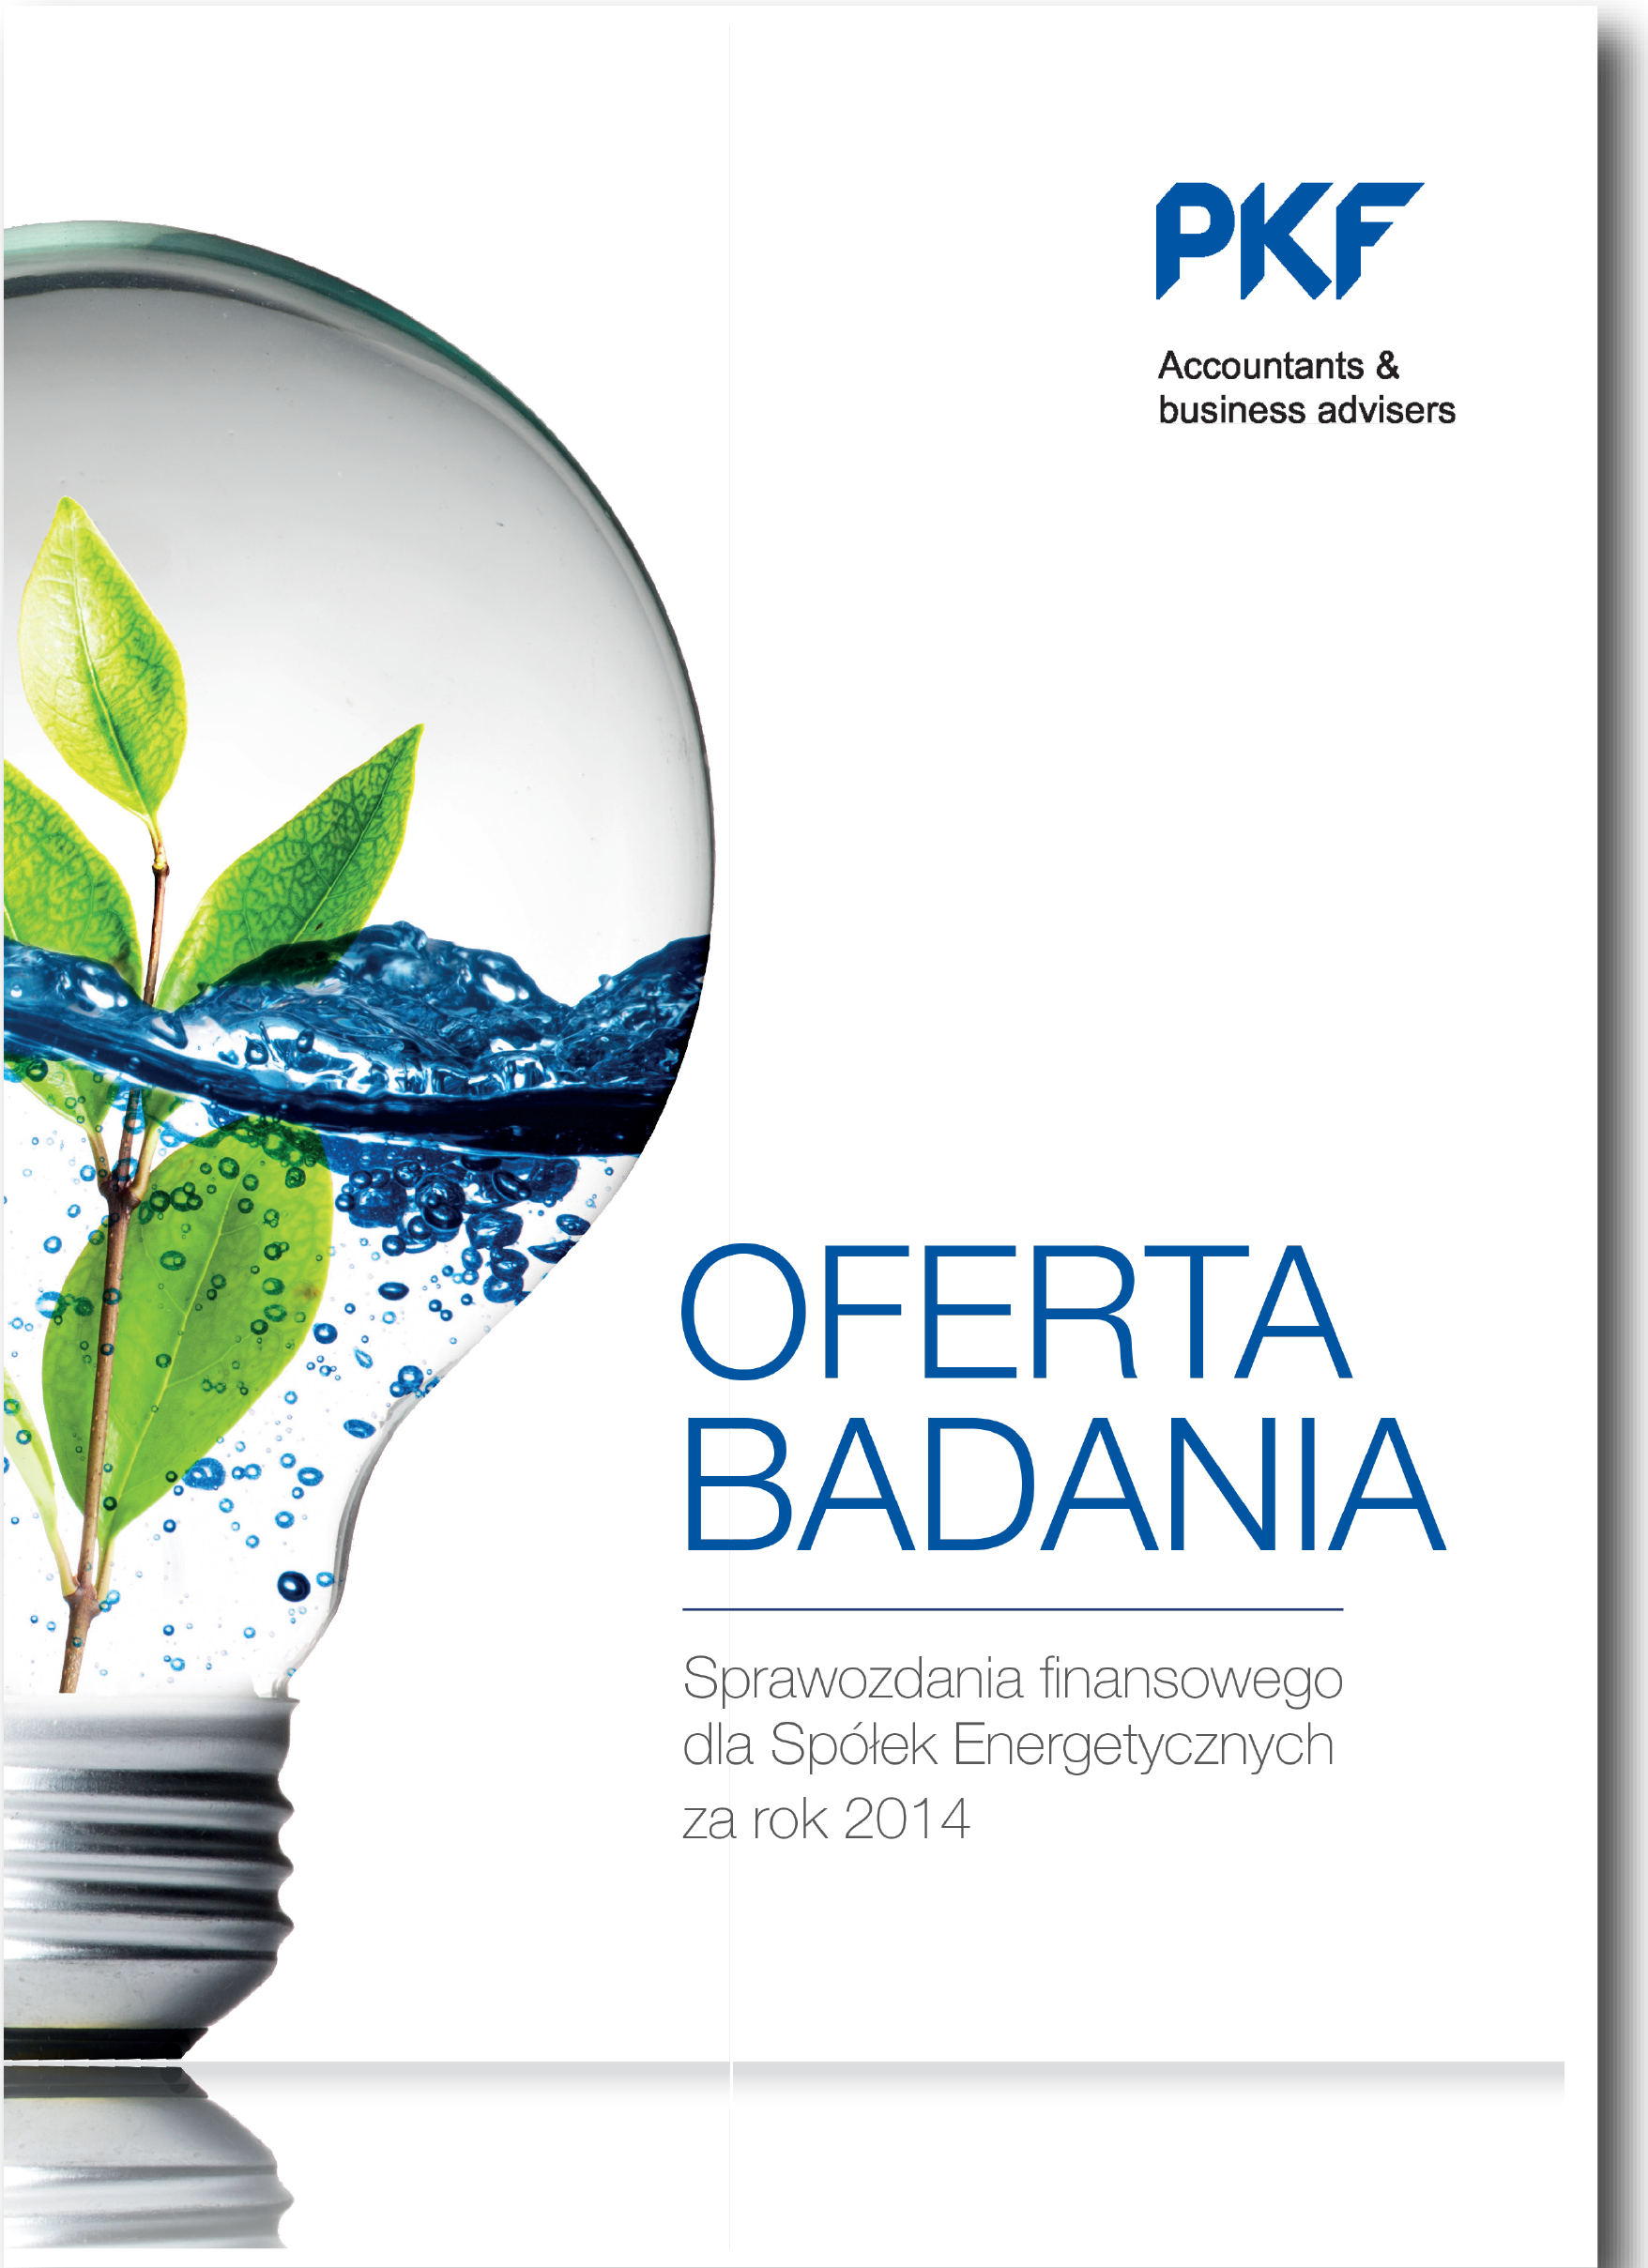 PKF
Accountants &
business advisers
OFERTA
BADANIA
Sprawozdania finansowego
dla Spółek Energetycznych
za rok 2014